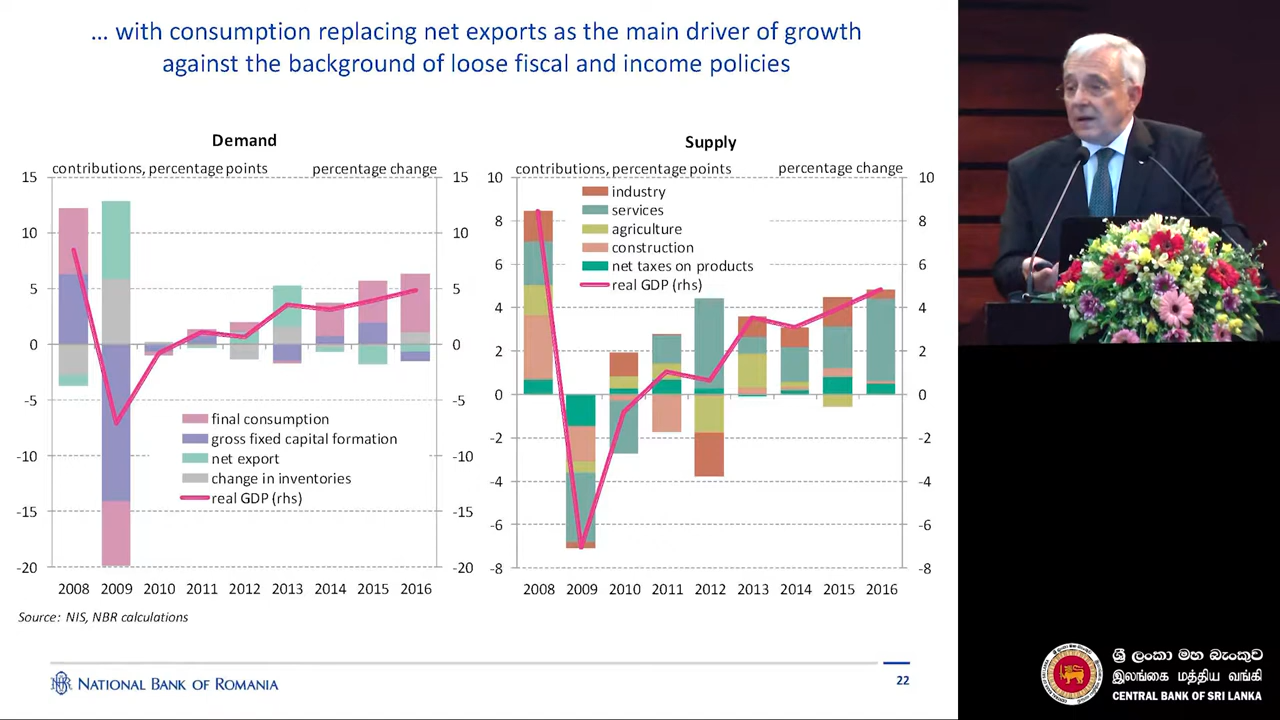 ... with consumption replacing net exports as the main driver of growth
against the background of loose fiscal and income policies
Demand
contributions, percentage points
percentage change
15
10
5
0
-5
-10
-15
-20
15
10
5
0
-5
-10
-15
-20
final consumption
gross fixed capital formation
net export
change in inventories
real GDP (rhs)
2008 2009 2010 2011 2012 2013 2014 2015 2016
Supply
contributions, percentage points
percentage change
10
8
6
4
2
0
-2
-4
-6
-8
10
8
6
4
2
0
-2
-4
-6
-8
industry
services
agriculture
construction
net taxes on products
real GDP (rhs)
2008 2009 2010 2011 2012 2013 2014 2015 2016
Source: NIS, NBR calculations
NATIONAL BANK OF ROMANIA
22
ශ්‍රී ලංකා මහ බැංකුව
இலங்கை மத்திய வங்கி
CENTRAL BANK OF SRI LANKA